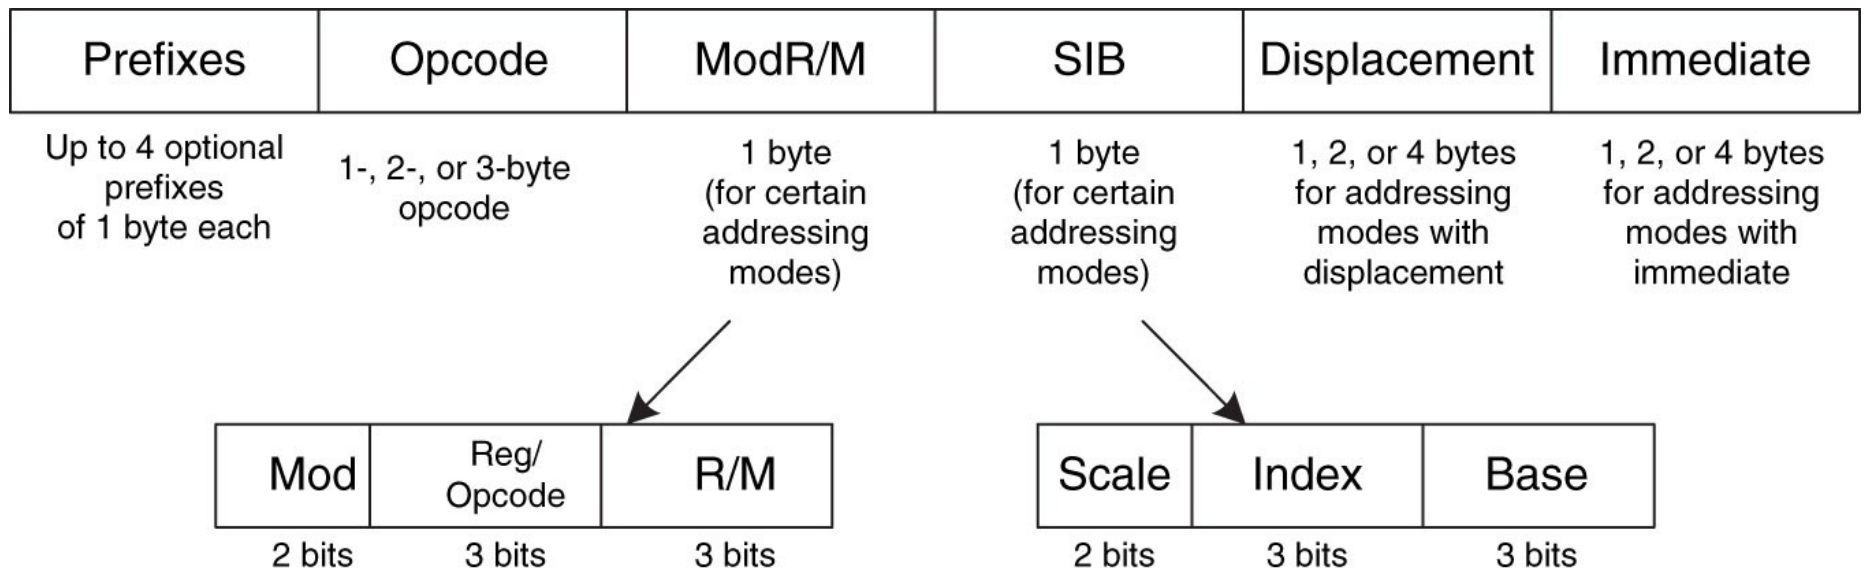 Prefixes
Opcode
ModR/M
SIB
Displacement
Immediate
Up to 4 optional
prefixes
of 1 byte each
1-, 2-, or 3-byte
opcode
1 byte
(for certain
addressing
modes)
1 byte
(for certain
addressing
modes)
1, 2, or 4 bytes
for addressing
modes with
displacement
1, 2, or 4 bytes
for addressing
modes with
immediate
Mod
Reg/
Opcode
R/M
2 bits
3 bits
3 bits
Scale
Index
Base
2 bits
3 bits
3 bits